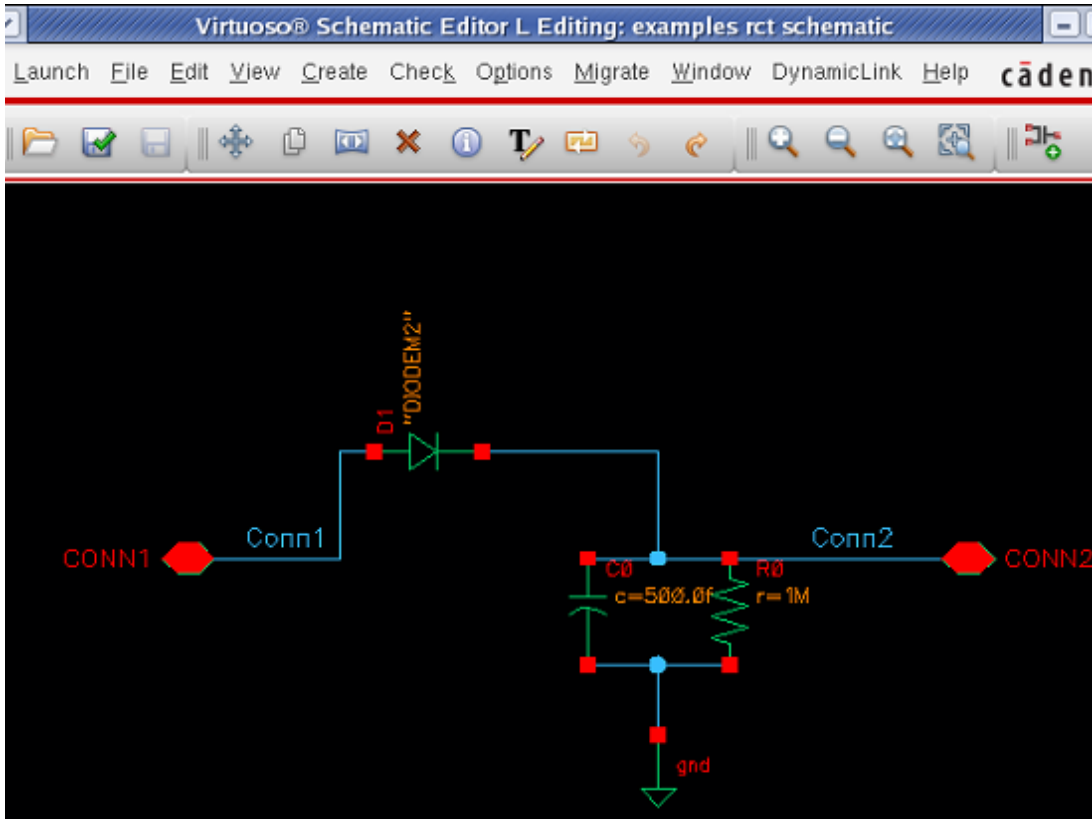 Virtuoso® Schematic Editor L Editing: examples rct schematic
Launch File Edit View Create Check Options Migrate Window DynamicLink Help cāden
"DIODEM2"
D1
CONN1 Conn1 Conn2 CONN2
C0 R0
c=500.0f r=1M
gnd